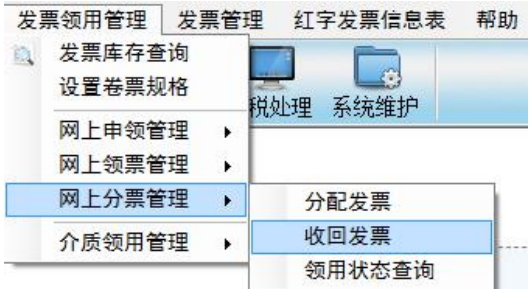 发票领用管理 发票管理 红字发票信息表 帮助
发票库存查询
设置卷票规格
税处理 系统维护
网上申领管理
网上领票管理
网上分票管理
分配发票
介质领用管理
收回发票
领用状态查询